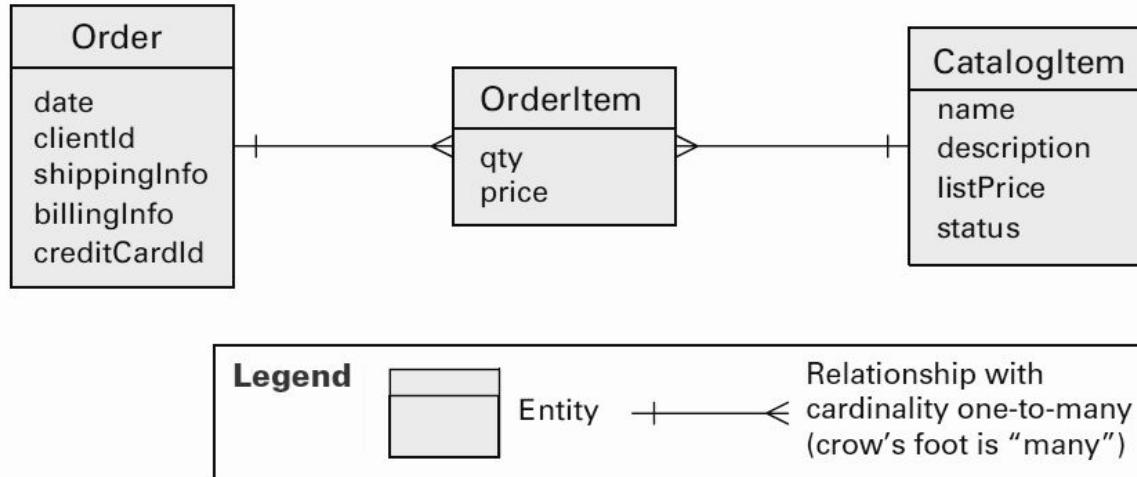 Order
date
clientId
shippingInfo
billingInfo
creditCardId
OrderItem
qty
price
CatalogItem
name
description
listPrice
status
Legend
Entity
Relationship with
cardinality one-to-many
(crow's foot is “many”)